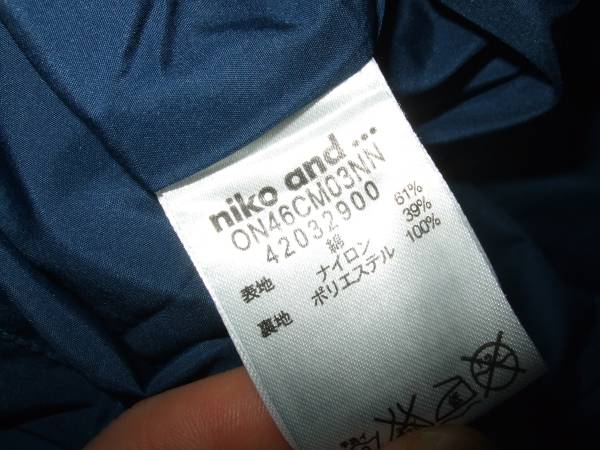 niko and ...
ON46CM03NN
42032900
表地 綿 61%
ナイロン 39%
裏地 ポリエステル 100%